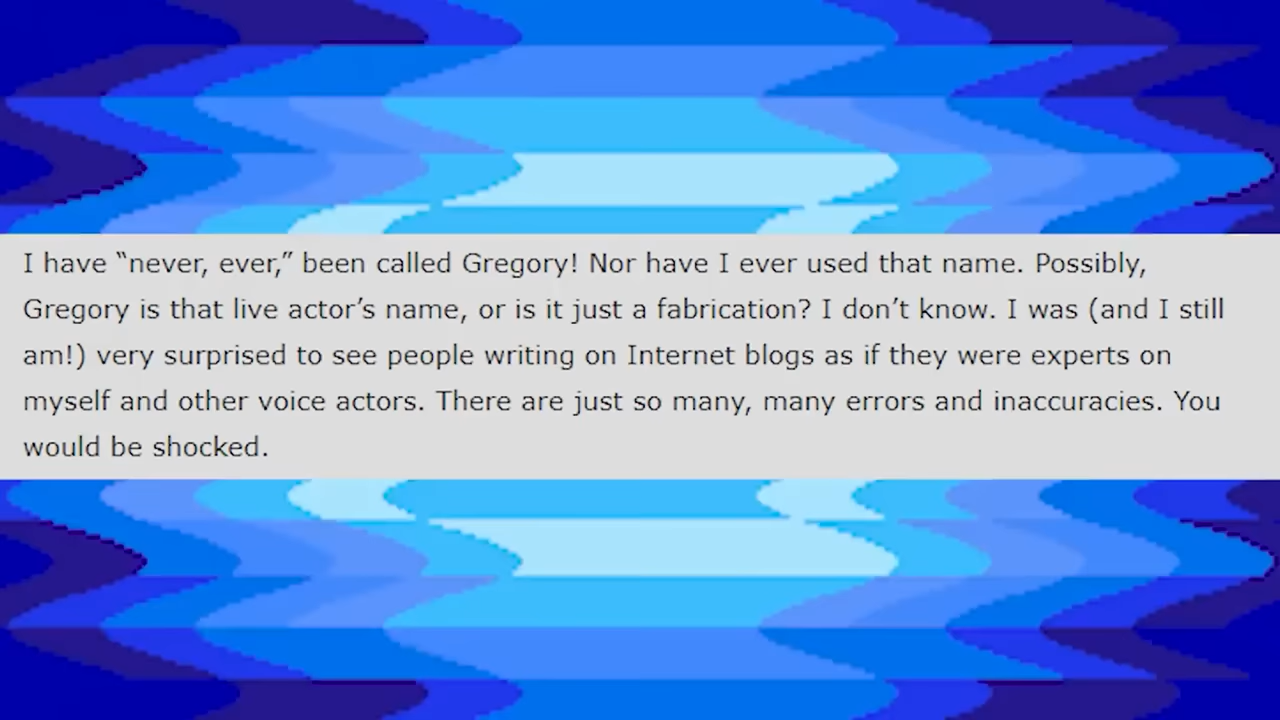 I have “never, ever,” been called Gregory! Nor have I ever used that name. Possibly,
Gregory is that live actor’s name, or is it just a fabrication? I don’t know. I was (and I still
am!) very surprised to see people writing on Internet blogs as if they were experts on
myself and other voice actors. There are just so many, many errors and inaccuracies. You
would be shocked.